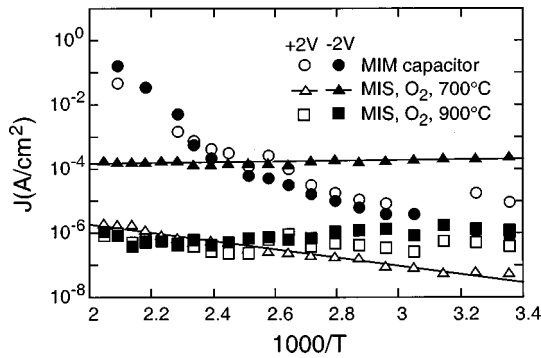 10⁰
10⁻²
10⁻⁴
10⁻⁶
10⁻⁸
J(A/cm²)
+2V -2V
MIM capacitor
MIS, O₂, 700°C
MIS, O₂, 900°C
2 2.2 2.4 2.6 2.8 3 3.2 3.4
1000/T